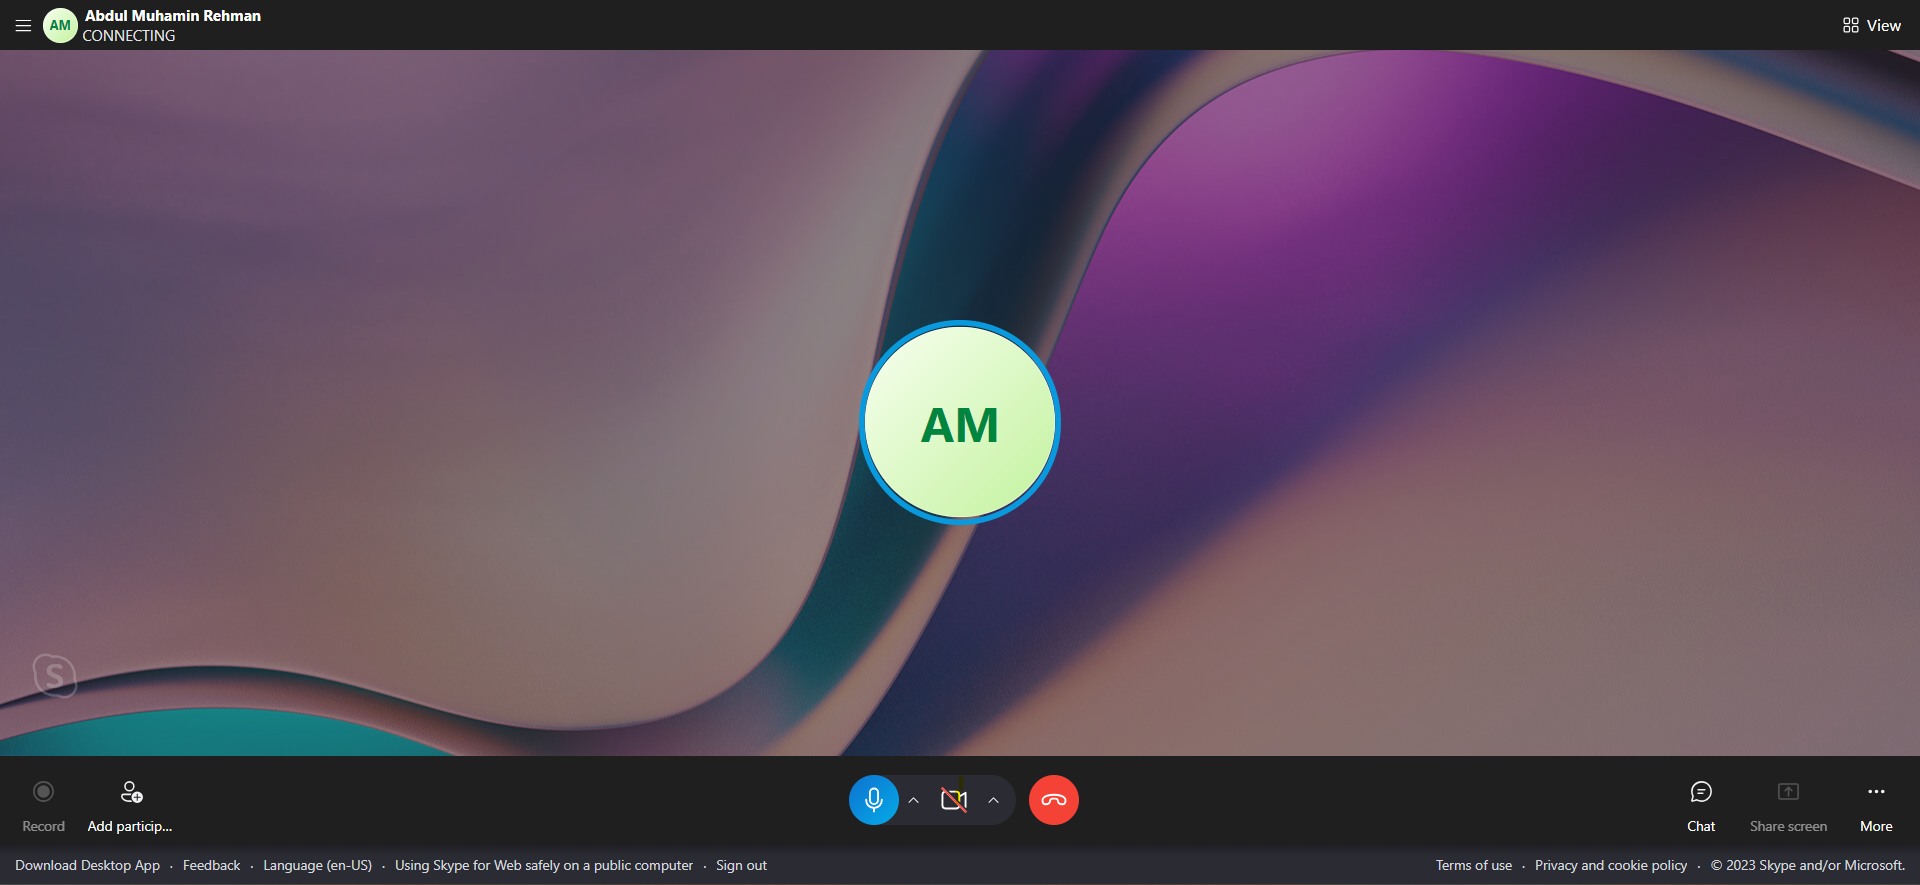 AM
Abdul Muhamin Rehman
CONNECTING
View
AM
S
Record
Add particip...
Chat
Share screen
More
Download Desktop App · Feedback · Language (en-US) · Using Skype for Web safely on a public computer · Sign out
Terms of use · Privacy and cookie policy · © 2023 Skype and/or Microsoft.